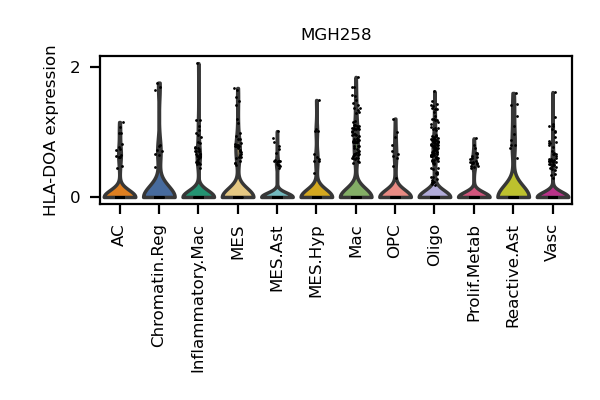 MGH258
HLA-DOA expression
2
0
AC
Chromatin.Reg
Inflammatory.Mac
MES
MES.Ast
MES.Hyp
Mac
OPC
Oligo
Prolif.Metab
Reactive.Ast
Vasc